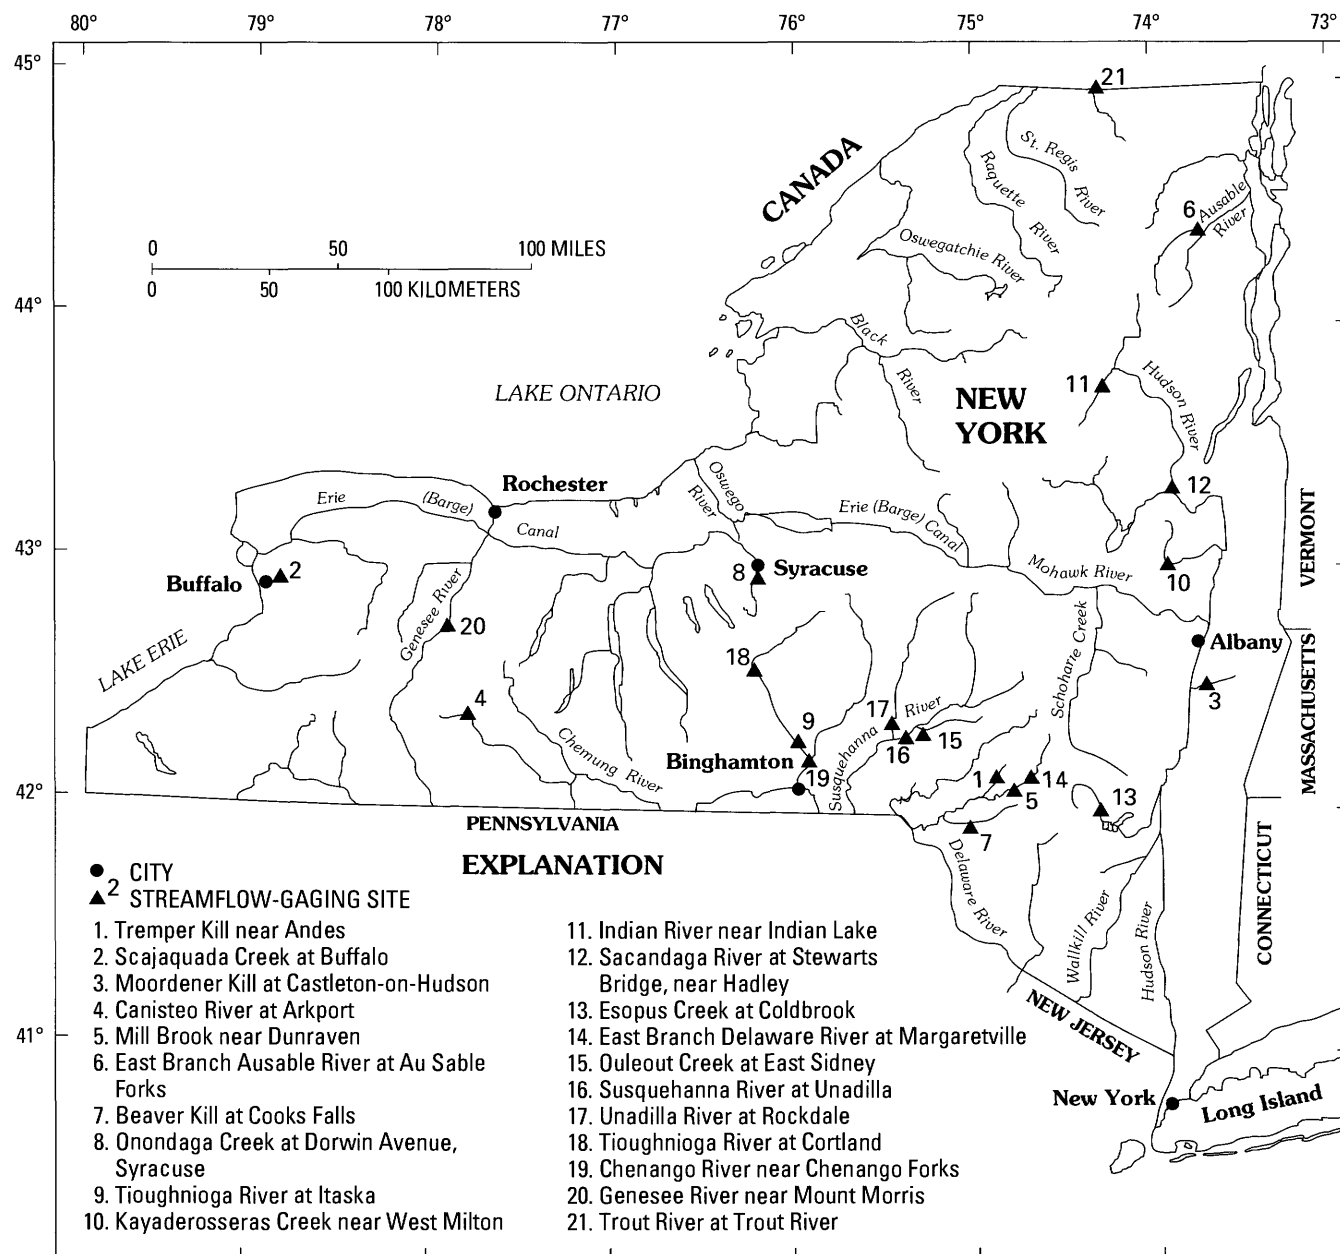 80° 79° 78° 77° 76° 75° 74° 73°
45°
21
CANADA
St. Regis River
Raquette River
6
Ausable River
0 50 100 MILES
0 50 100 KILOMETERS
Oswegatchie River
44°
Black River
LAKE ONTARIO
NEW
YORK
11
Hudson River
Rochester
Oswego River
12
Erie (Barge) Canal
Erie (Barge) Canal
VERMONT
43°
Buffalo
2
8
Syracuse
Mohawk River
10
Genesee River
20
Schoharie Creek
Albany
LAKE ERIE
18
3
MASSACHUSETTS
4
Chemung River
9
17
Susquehanna River
16
15
Binghamton
19
1
14
5
13
42°
7
PENNSYLVANIA
Delaware River
Wallkill River
Hudson River
CONNECTICUT
NEW JERSEY
41°
New York
Long Island
EXPLANATION
CITY
2 STREAMFLOW-GAGING SITE
1. Tremper Kill near Andes
2. Scajaquada Creek at Buffalo
3. Moordener Kill at Castleton-on-Hudson
4. Canisteo River at Arkport
5. Mill Brook near Dunraven
6. East Branch Ausable River at Au Sable
Forks
7. Beaver Kill at Cooks Falls
8. Onondaga Creek at Dorwin Avenue,
Syracuse
9. Tioughnioga River at Itaska
10. Kayaderosseras Creek near West Milton
11. Indian River near Indian Lake
12. Sacandaga River at Stewarts
Bridge, near Hadley
13. Esopus Creek at Coldbrook
14. East Branch Delaware River at Margaretville
15. Ouleout Creek at East Sidney
16. Susquehanna River at Unadilla
17. Unadilla River at Rockdale
18. Tioughnioga River at Cortland
19. Chenango River near Chenango Forks
20. Genesee River near Mount Morris
21. Trout River at Trout River